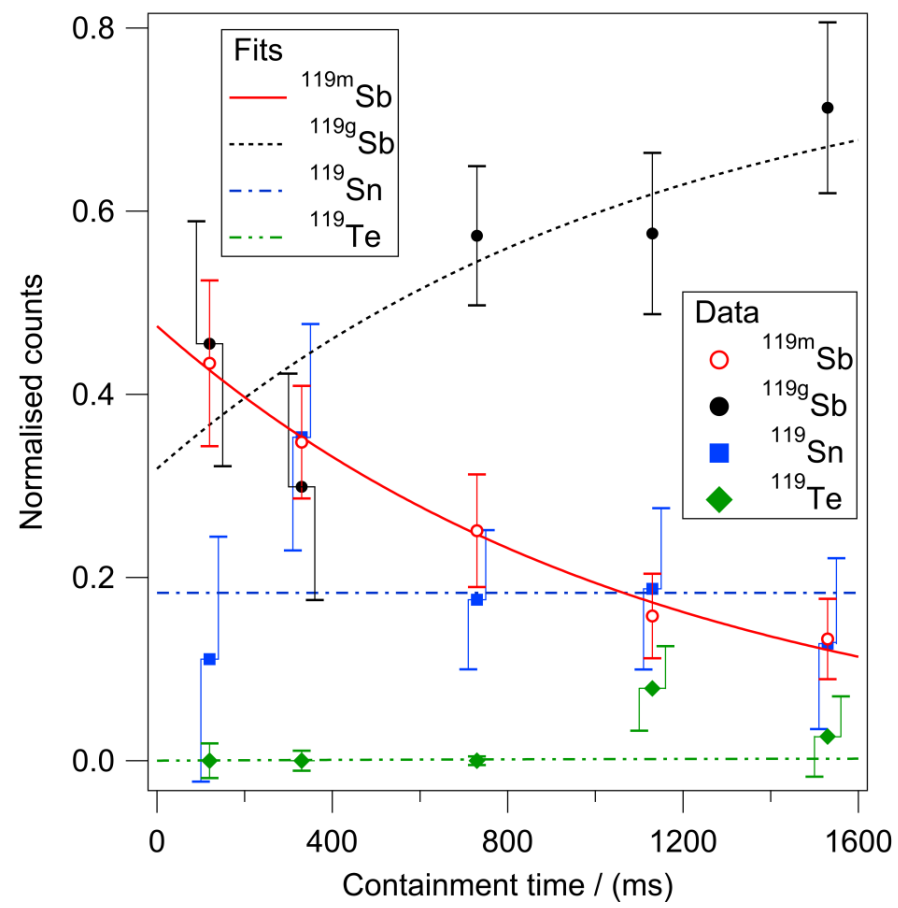 0.8
0.6
0.4
0.2
0.0
Normalised counts
Fits
¹¹⁹ᵐSb
¹¹⁹ᵍSb
¹¹⁹Sn
¹¹⁹Te
Data
¹¹⁹ᵐSb
¹¹⁹ᵍSb
¹¹⁹Sn
¹¹⁹Te
0 400 800 1200 1600
Containment time / (ms)